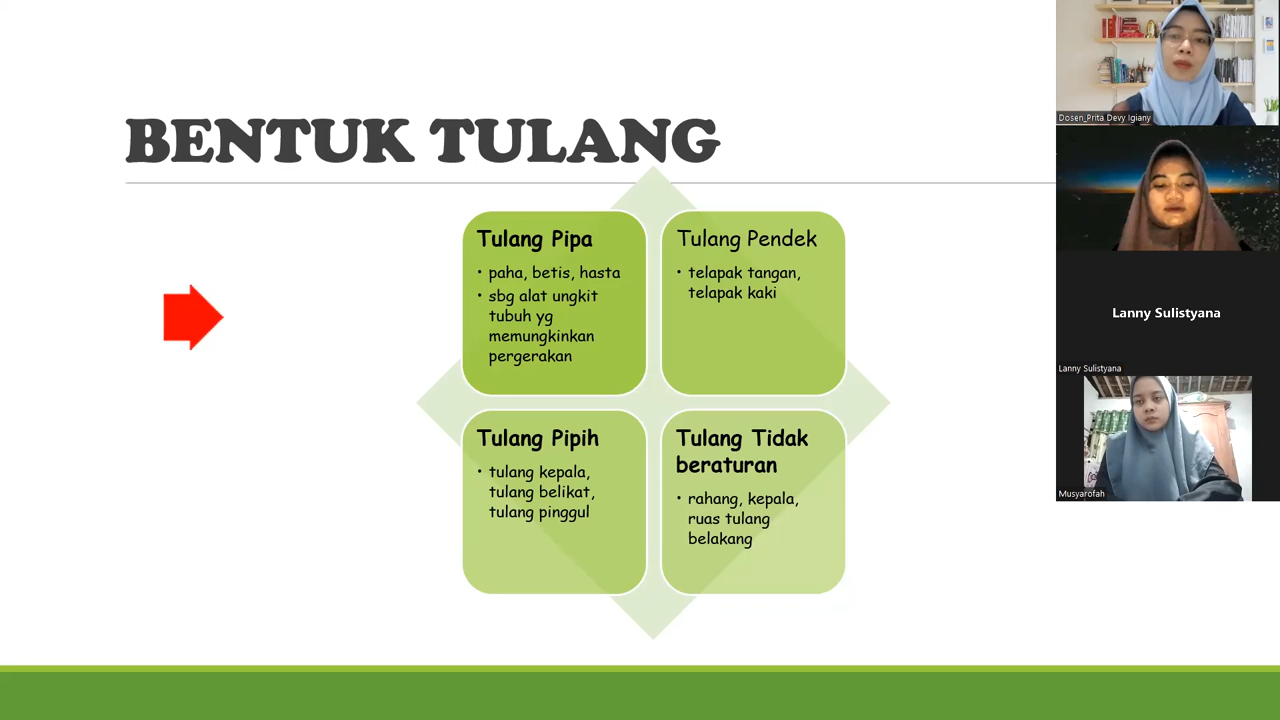 BENTUK TULANG
Tulang Pipa
• paha, betis, hasta
• sbg alat ungkit
tubuh yg
memungkinkan
pergerakan
Tulang Pendek
• telapak tangan,
telapak kaki
Tulang Pipih
• tulang kepala,
tulang belikat,
tulang pinggul
Tulang Tidak
beraturan
• rahang, kepala,
ruas tulang
belakang
Dosen_Prita Devy Igiany
Lanny Sulistyana
Lanny Sulistyana
Musyarofah